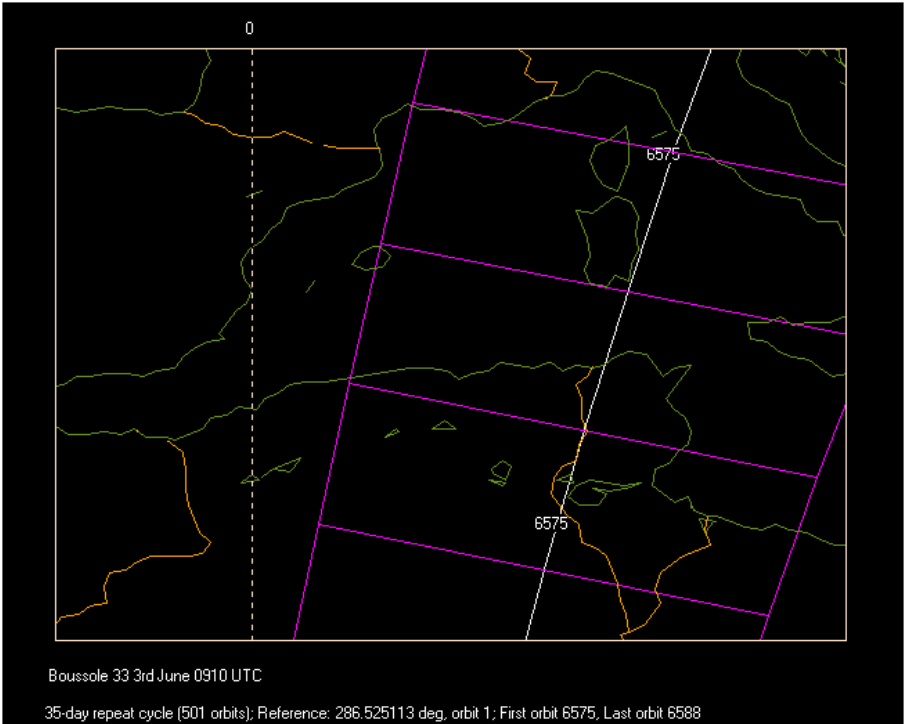 0
6575
6575
Boussole 33 3rd June 0910 UTC
35-day repeat cycle (501 orbits); Reference: 286.525113 deg, orbit 1; First orbit 6575, Last orbit 6588